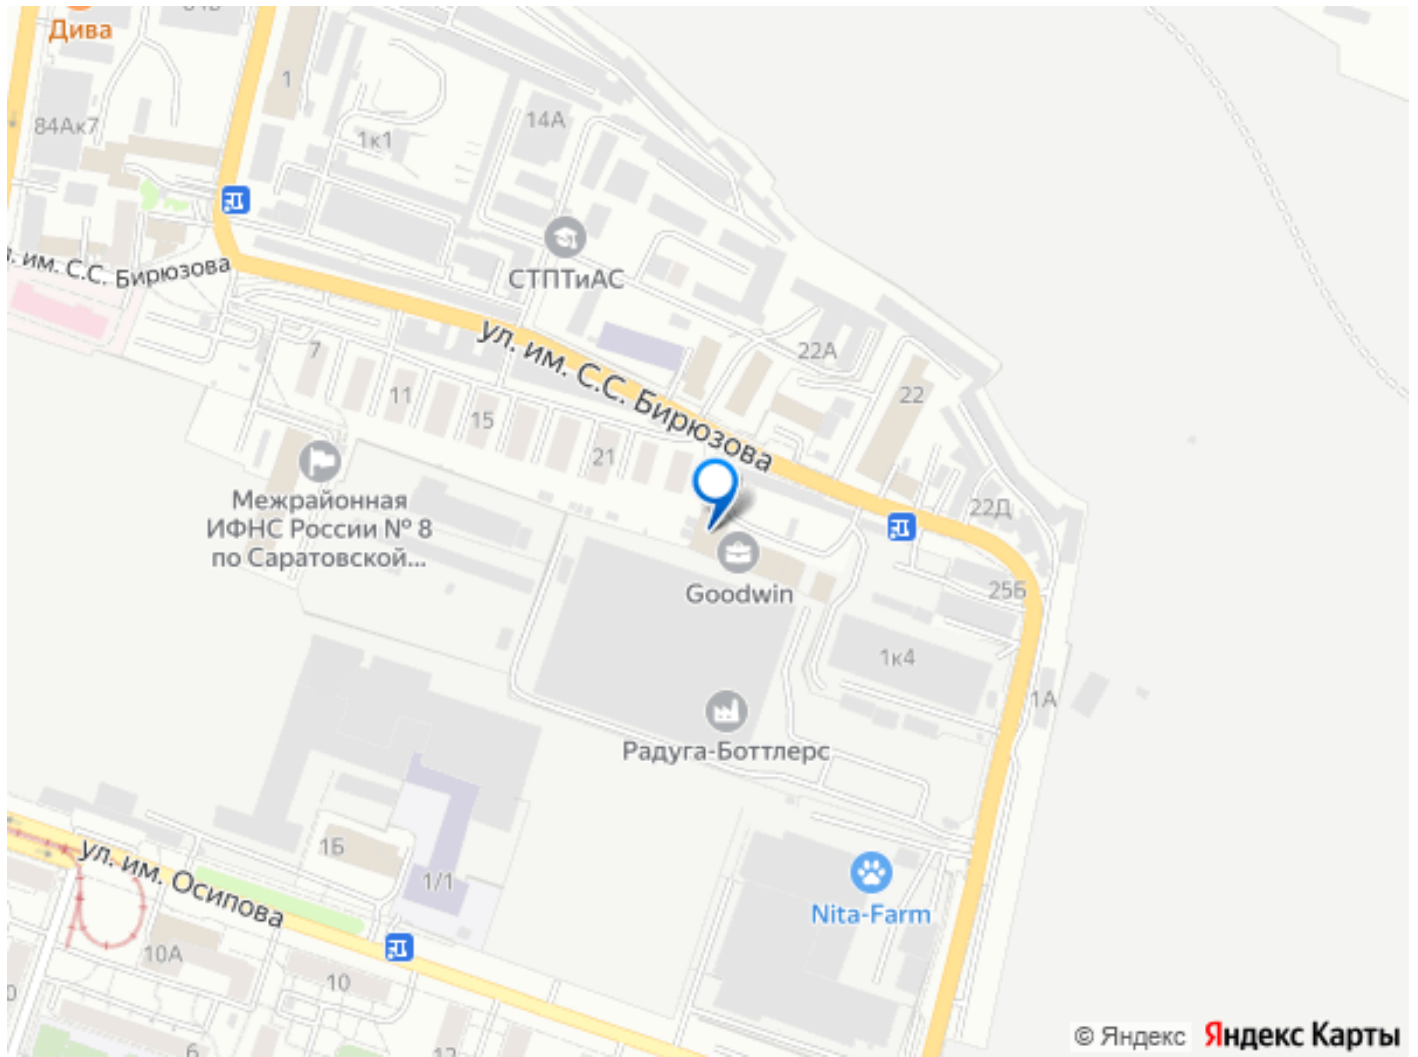 Дива
1
84Ак7
1к1
14А
СТПТиАС
ул. им. С.С. Бирюзова
. им. С.С. Бирюзова
7
11
15
21
22А
22
22Д
25Б
Межрайонная
ИФНС России № 8
по Саратовской...
Goodwin
1к4
1А
Радуга-Боттлерс
Nita-Farm
ул. им. Осипова
1Б
1/1
10А
10
6
12
© Яндекс Яндекс Карты